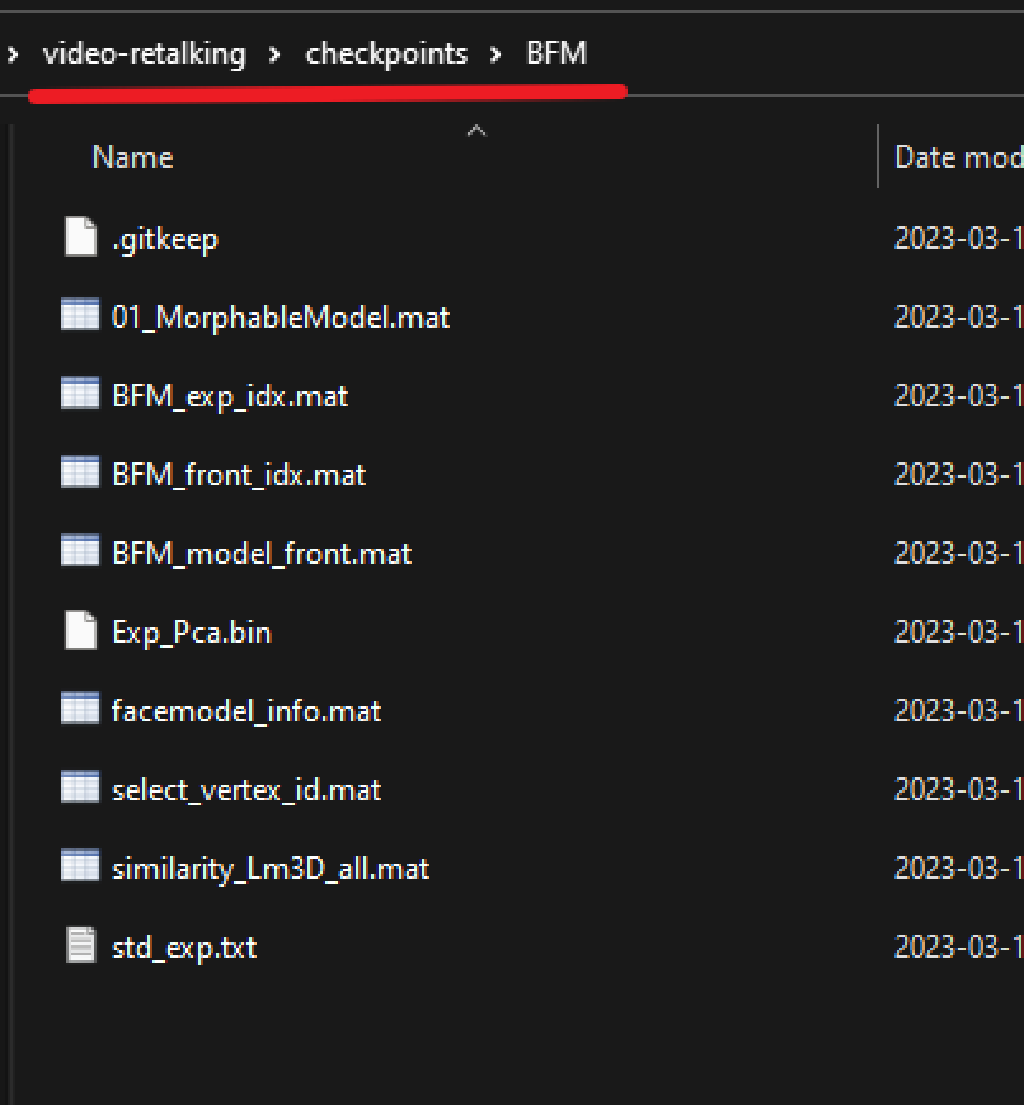 › video-retalking › checkpoints › BFM
Name Date mod
.gitkeep 2023-03-1
01_MorphableModel.mat 2023-03-1
BFM_exp_idx.mat 2023-03-1
BFM_front_idx.mat 2023-03-1
BFM_model_front.mat 2023-03-1
Exp_Pca.bin 2023-03-1
facemodel_info.mat 2023-03-1
select_vertex_id.mat 2023-03-1
similarity_Lm3D_all.mat 2023-03-1
std_exp.txt 2023-03-1